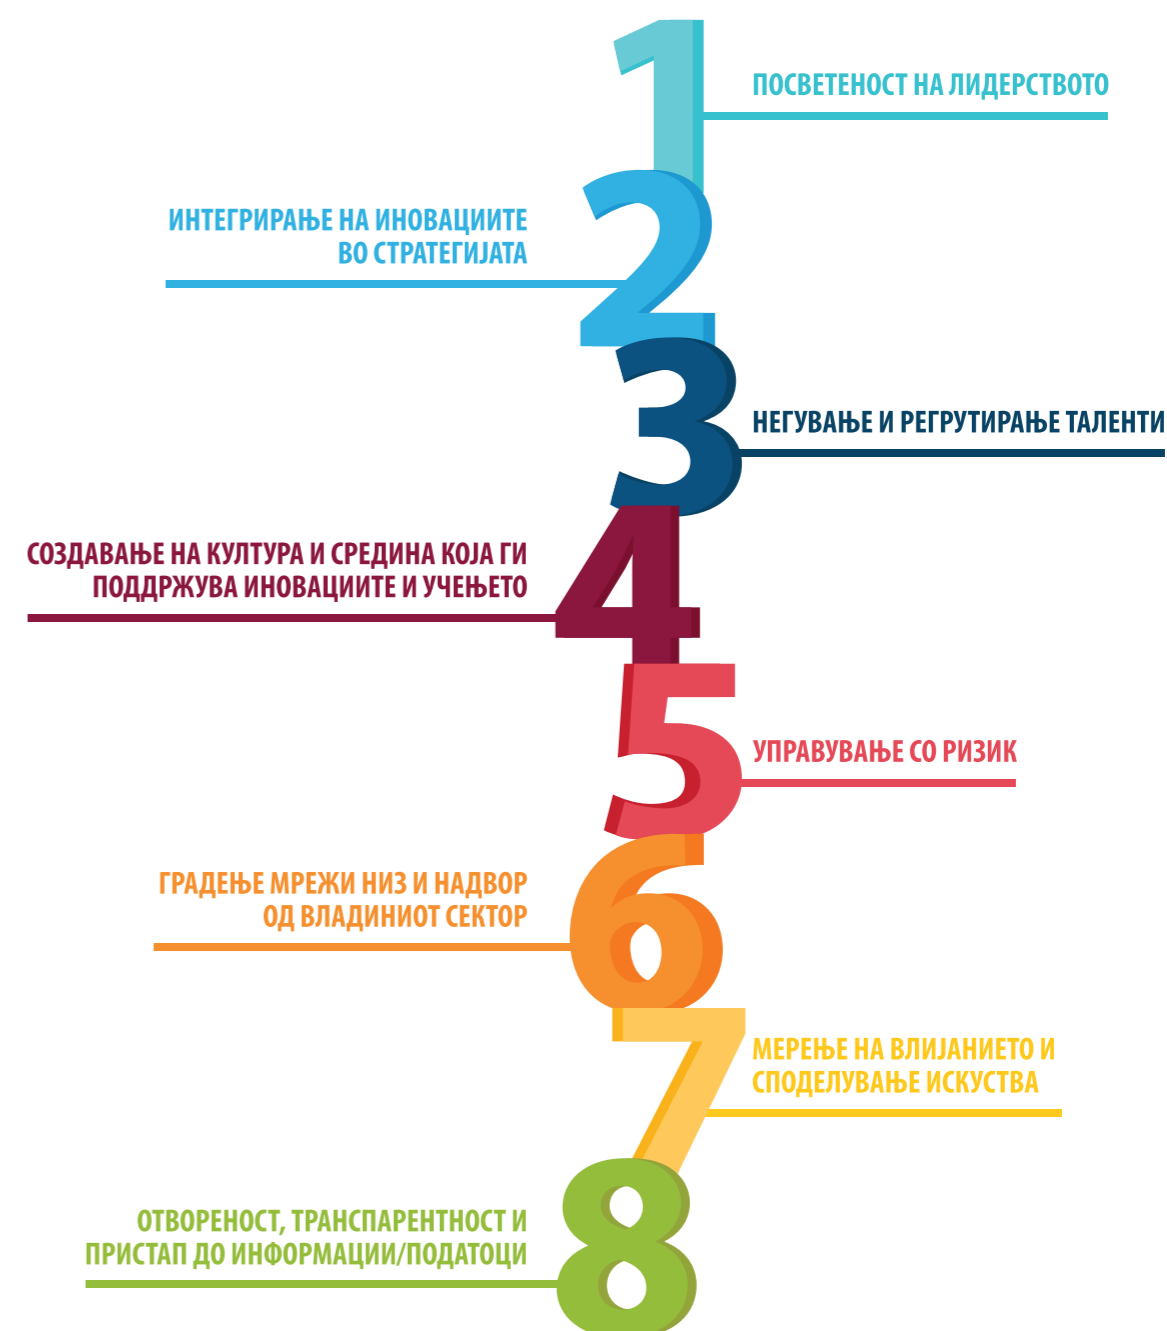 1
ПОСВЕТЕНОСТ НА ЛИДЕРСТВОТО
2
ИНТЕГРИРАЊЕ НА ИНОВАЦИИТЕ
ВО СТРАТЕГИЈАТА
3
НЕГУВАЊЕ И РЕГРУТИРАЊЕ ТАЛЕНТИ
4
СОЗДАВАЊЕ НА КУЛТУРА И СРЕДИНА КОЈА ГИ
ПОДДРЖУВА ИНОВАЦИИТЕ И УЧЕЊЕТО
5
УПРАВУВАЊЕ СО РИЗИК
6
ГРАДЕЊЕ МРЕЖИ НИЗ И НАДВОР
ОД ВЛАДИНИОТ СЕКТОР
7
МЕРЕЊЕ НА ВЛИЈАНИЕТО И
СПОДЕЛУВАЊЕ ИСКУСТВА
8
ОТВОРЕНОСТ, ТРАНСПАРЕНТНОСТ И
ПРИСТАП ДО ИНФОРМАЦИИ/ПОДАТОЦИ